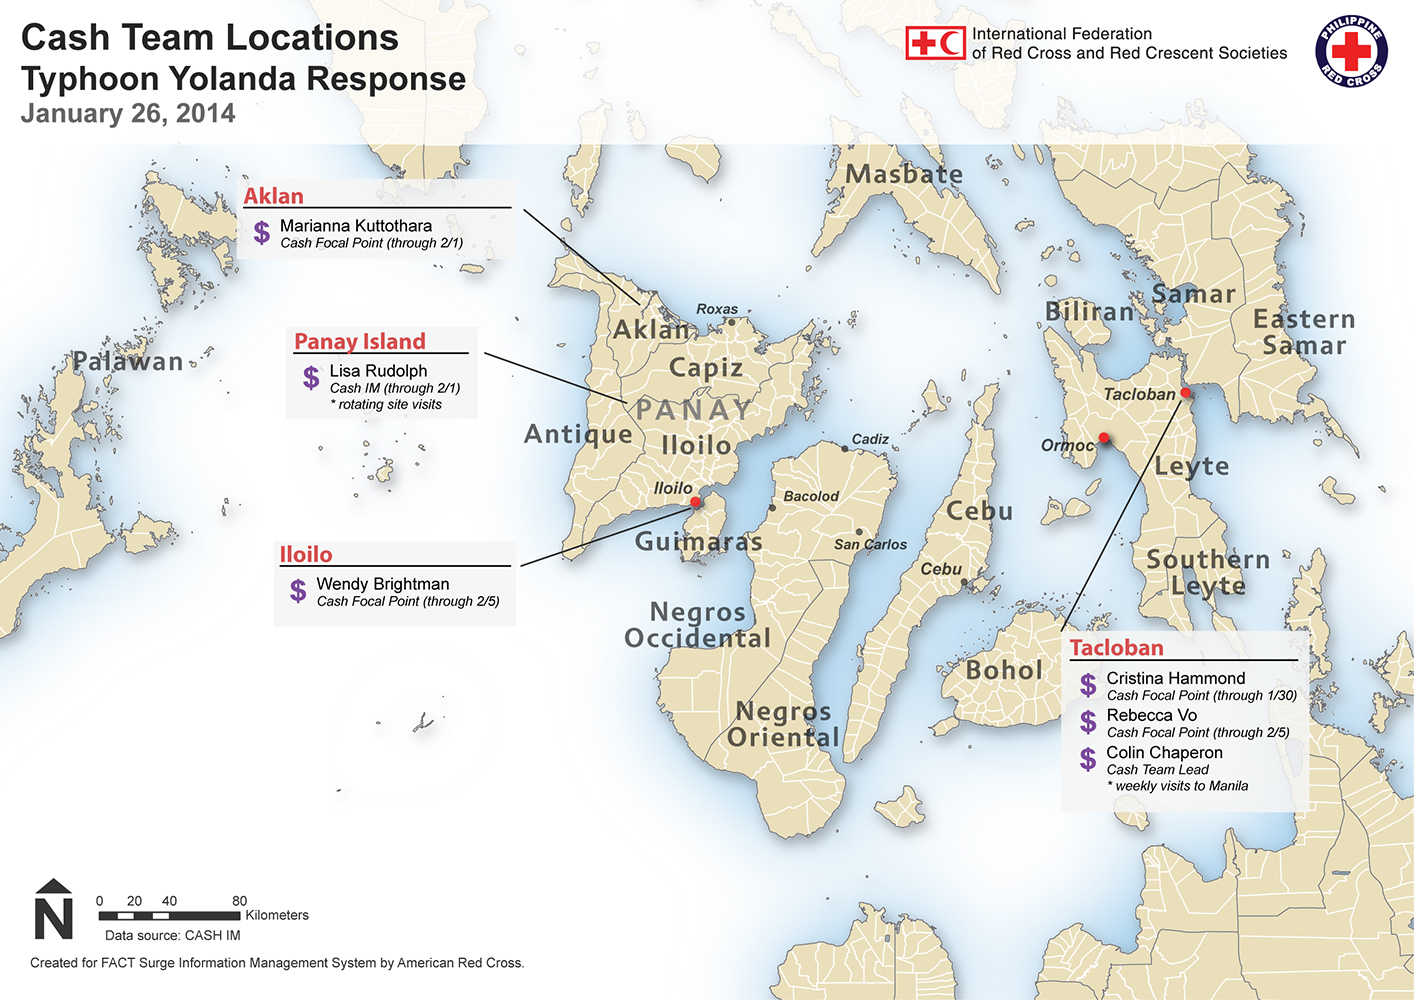 Cash Team Locations
Typhoon Yolanda Response
January 26, 2014
International Federation
of Red Cross and Red Crescent Societies
PHILIPPINE
RED CROSS
Aklan
$ Marianna Kuttothara
Cash Focal Point (through 2/1)
Panay Island
$ Lisa Rudolph
Cash IM (through 2/1)
* rotating site visits
Iloilo
$ Wendy Brightman
Cash Focal Point (through 2/5)
Tacloban
$ Cristina Hammond
Cash Focal Point (through 1/30)
$ Rebecca Vo
Cash Focal Point (through 2/5)
$ Colin Chaperon
Cash Team Lead
* weekly visits to Manila
Masbate
Samar
Biliran
Eastern
Samar
Roxas
Aklan
Palawan
Capiz
Tacloban
PANAY
Antique
Iloilo
Cadiz
Ormoc
Leyte
Iloilo
Bacolod
Cebu
Guimaras
San Carlos
Cebu
Southern
Leyte
Negros
Occidental
Bohol
Negros
Oriental
N
0 20 40 80
Kilometers
Data source: CASH IM
Created for FACT Surge Information Management System by American Red Cross.